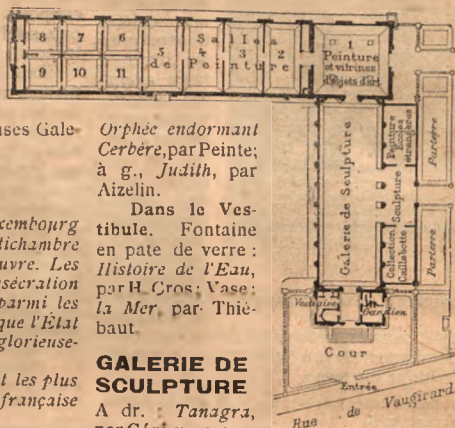 8 7 6
9 10 11
Salles
5 4 3 2
de Peinture
1
Peinture
et vitrines
d'objets d'art
Galerie de Sculpture
Peinture
Ecoles
étrangères
Sculpture
Collection
Caillebotte
Parterre
Parterre
Vestiaire
Gardien
Cour
Entrée
Rue de Vaugirard
uses Gale-
xembourg
tichambre
uvre. Les
sécration
parmi les
que l'État
glorieuse-
t les plus
française
Orphée endormant
Cerbère, par Peinte;
à g., Judith, par
Aizelin.
Dans le Ves-
tibule. Fontaine
en pate de verre :
Histoire de l'Eau,
par H. Cros; Vase:
la Mer, par Thié-
baut
GALERIE DE
SCULPTURE
A dr. : Tanagra,